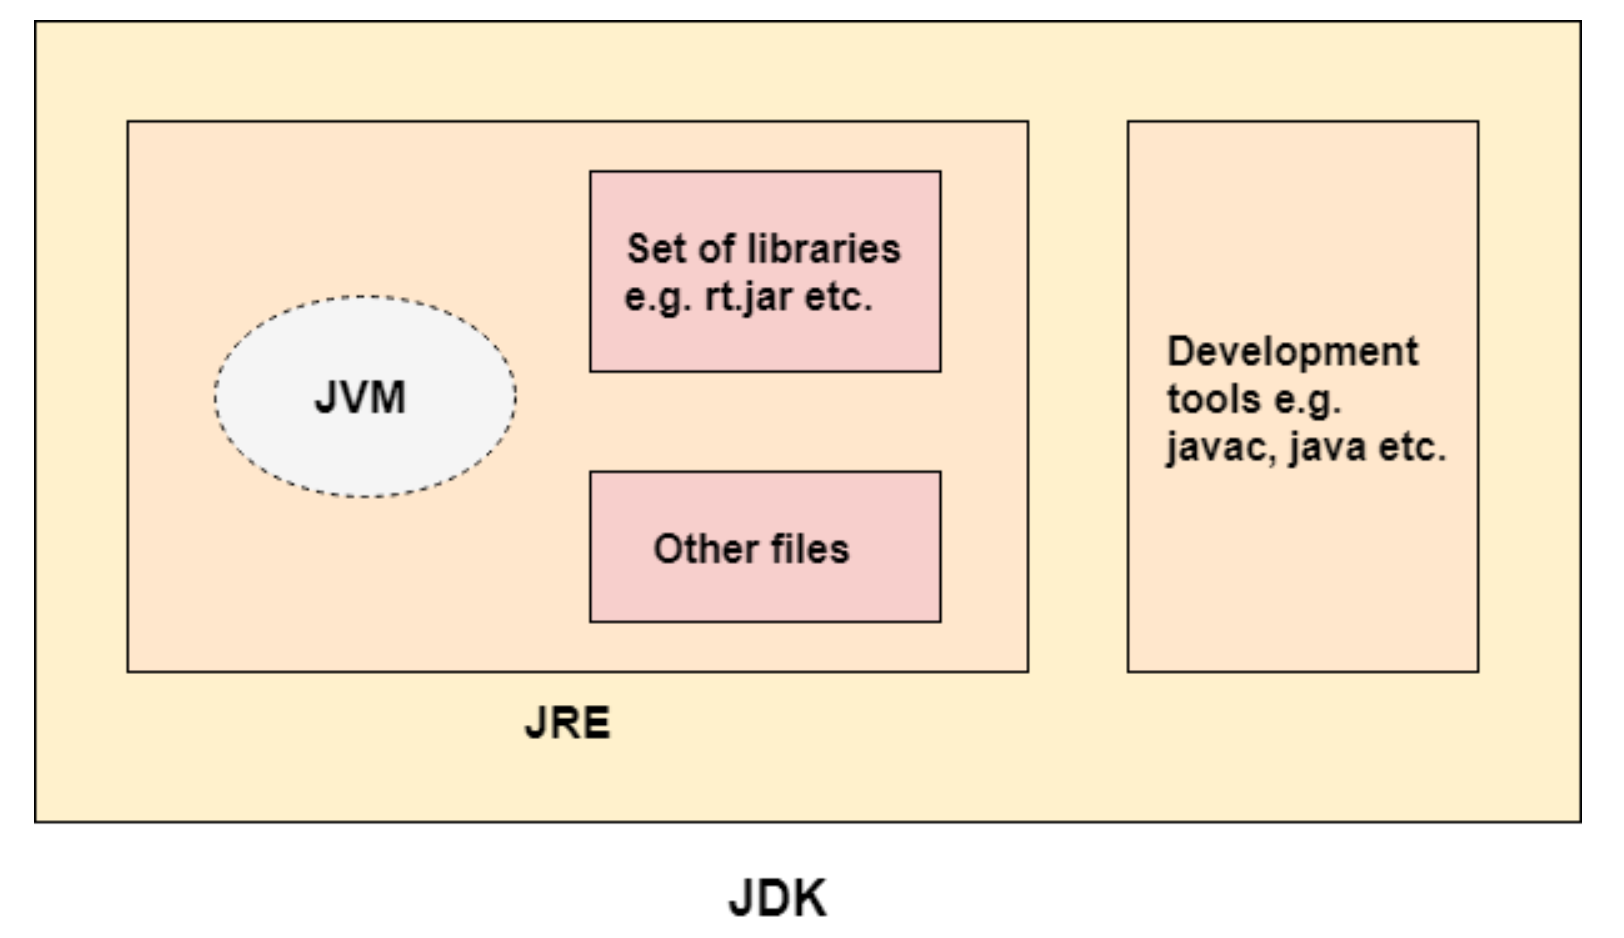 Set of libraries
e.g. rt.jar etc.
JVM
Other files
Development
tools e.g.
javac, java etc.
JRE
JDK